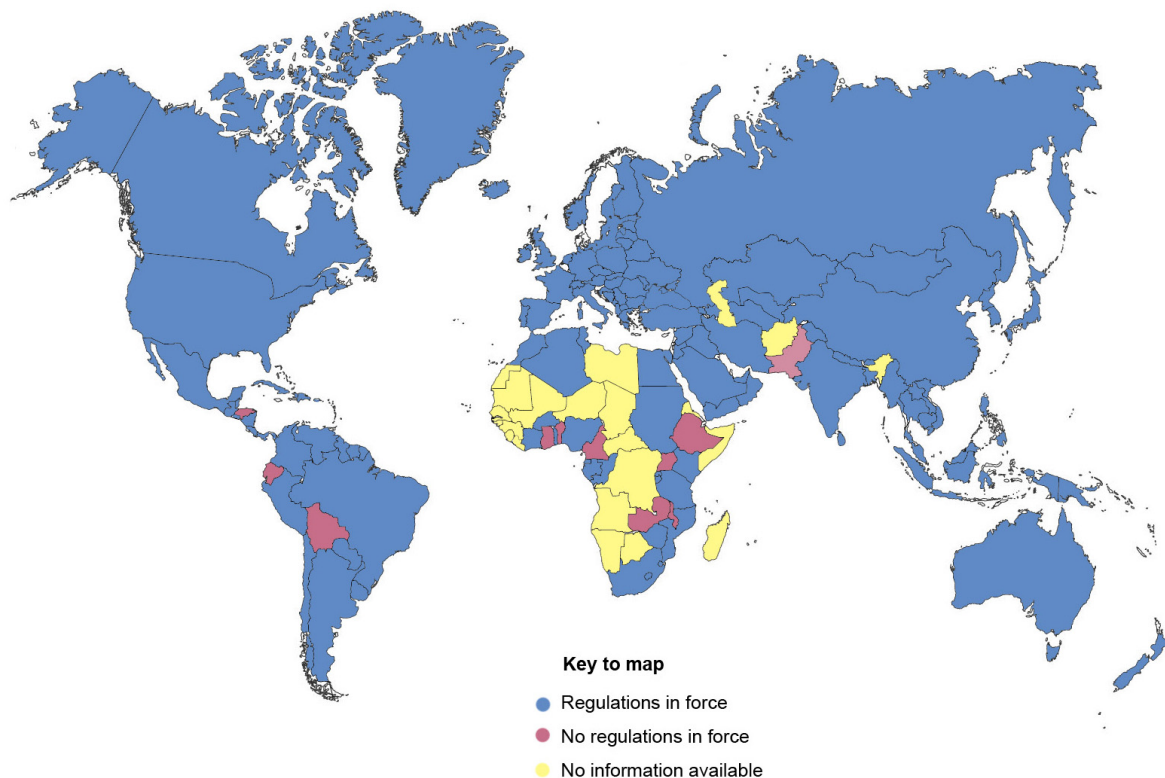 Key to map
Regulations in force
No regulations in force
No information available